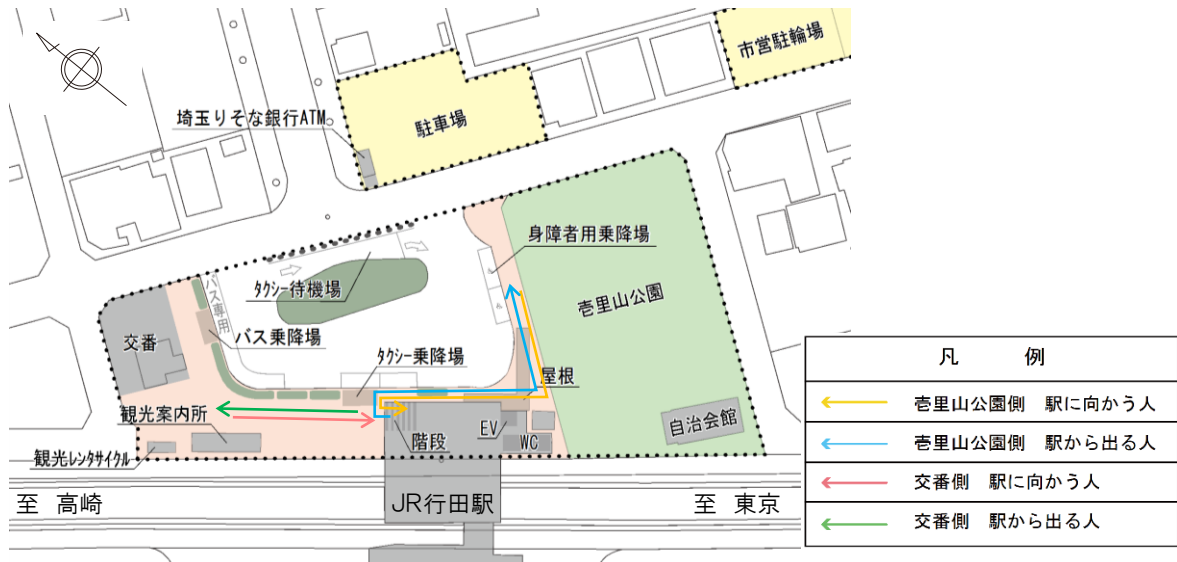 市営駐輪場
埼玉りそな銀行ATM
駐車場
身障者用乗降場
タクシー待機場
壱里山公園
バス専用
バス乗降場
交番
タクシー乗降場
屋根
観光案内所
階段
EV
WC
自治会館
観光レンタサイクル
至 高崎
JR行田駅
至 東京
凡 例
壱里山公園側 駅に向かう人
壱里山公園側 駅から出る人
交番側 駅に向かう人
交番側 駅から出る人